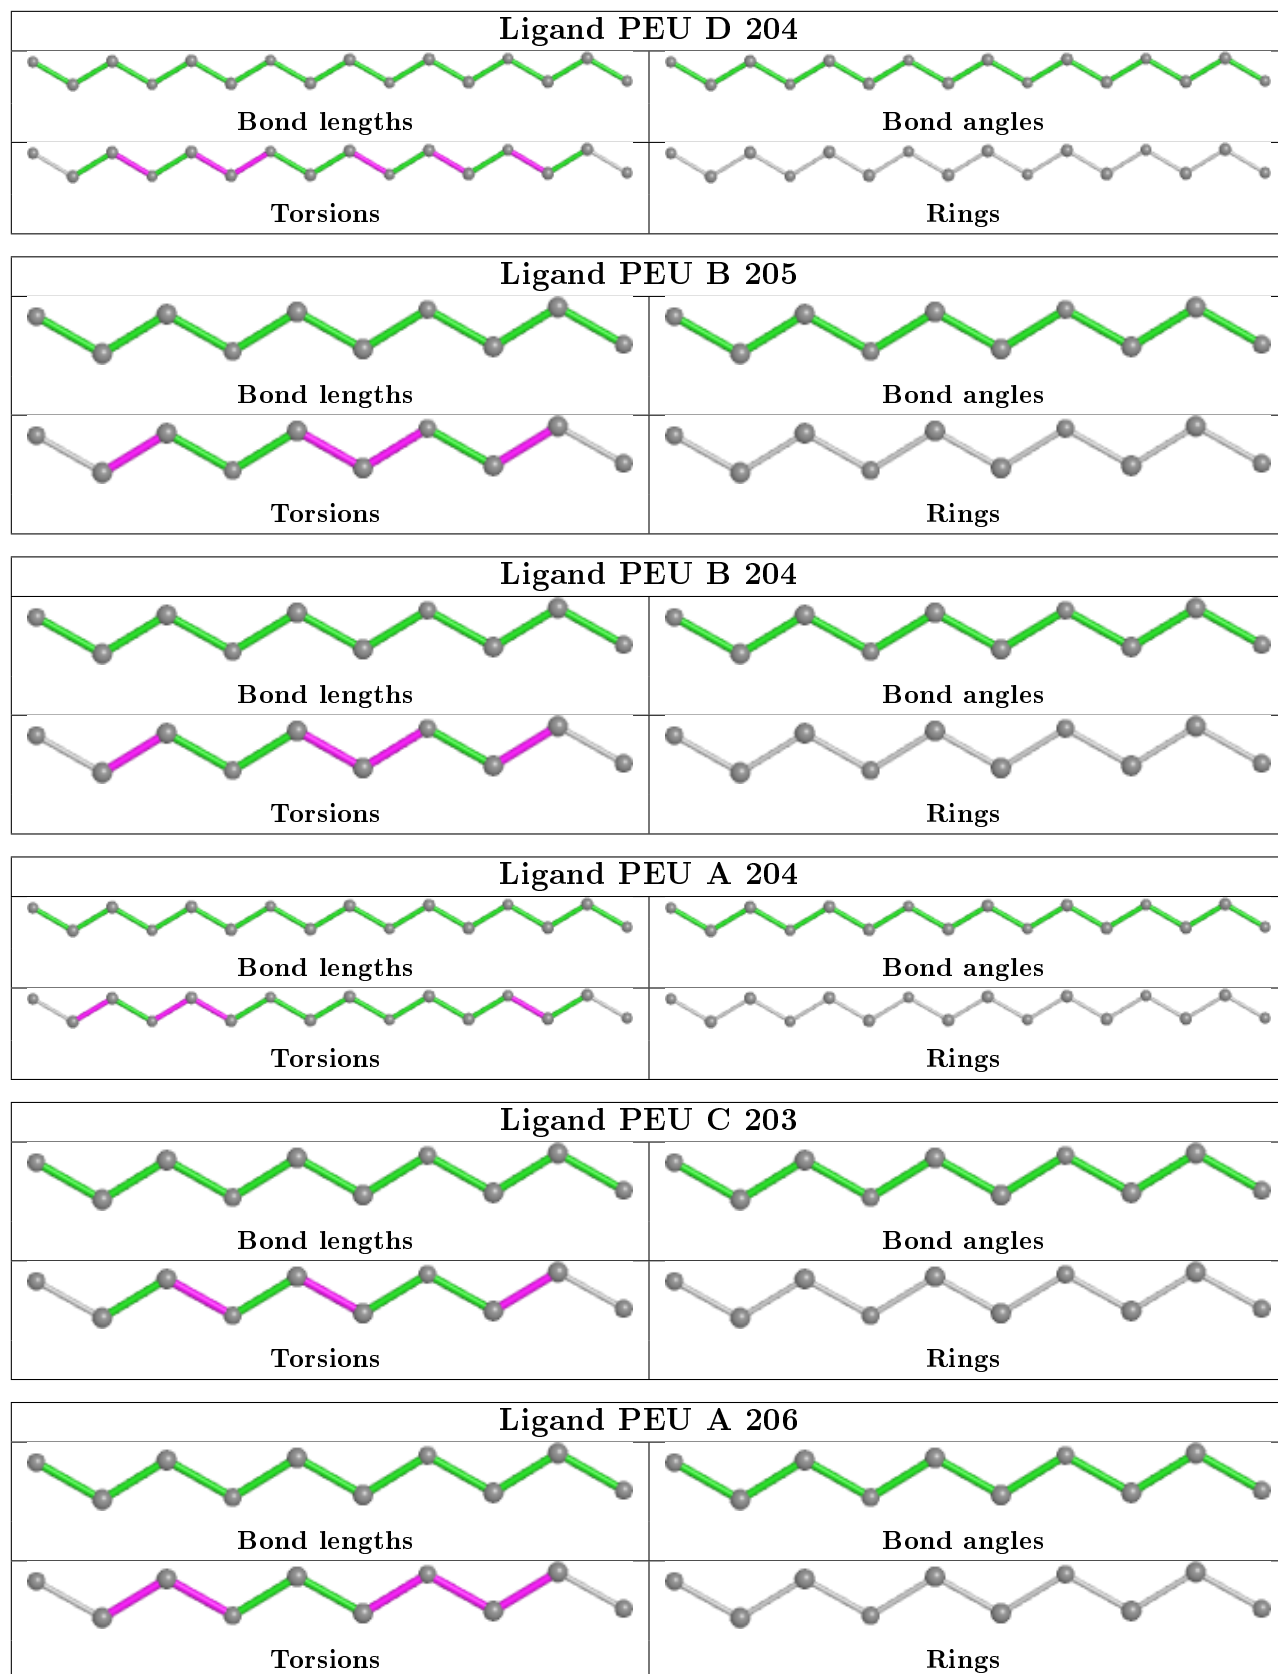 Ligand PEU D 204
Bond lengths
Bond angles
Torsions
Rings
Ligand PEU B 205
Bond lengths
Bond angles
Torsions
Rings
Ligand PEU B 204
Bond lengths
Bond angles
Torsions
Rings
Ligand PEU A 204
Bond lengths
Bond angles
Torsions
Rings
Ligand PEU C 203
Bond lengths
Bond angles
Torsions
Rings
Ligand PEU A 206
Bond lengths
Bond angles
Torsions
Rings